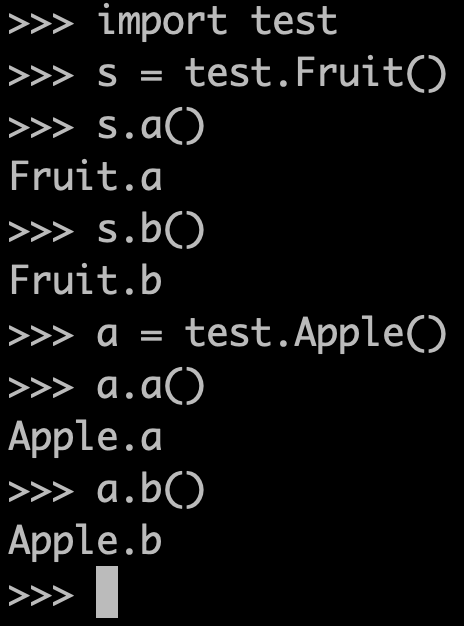 >>> import test
>>> s = test.Fruit()
>>> s.a()
Fruit.a
>>> s.b()
Fruit.b
>>> a = test.Apple()
>>> a.a()
Apple.a
>>> a.b()
Apple.b
>>>